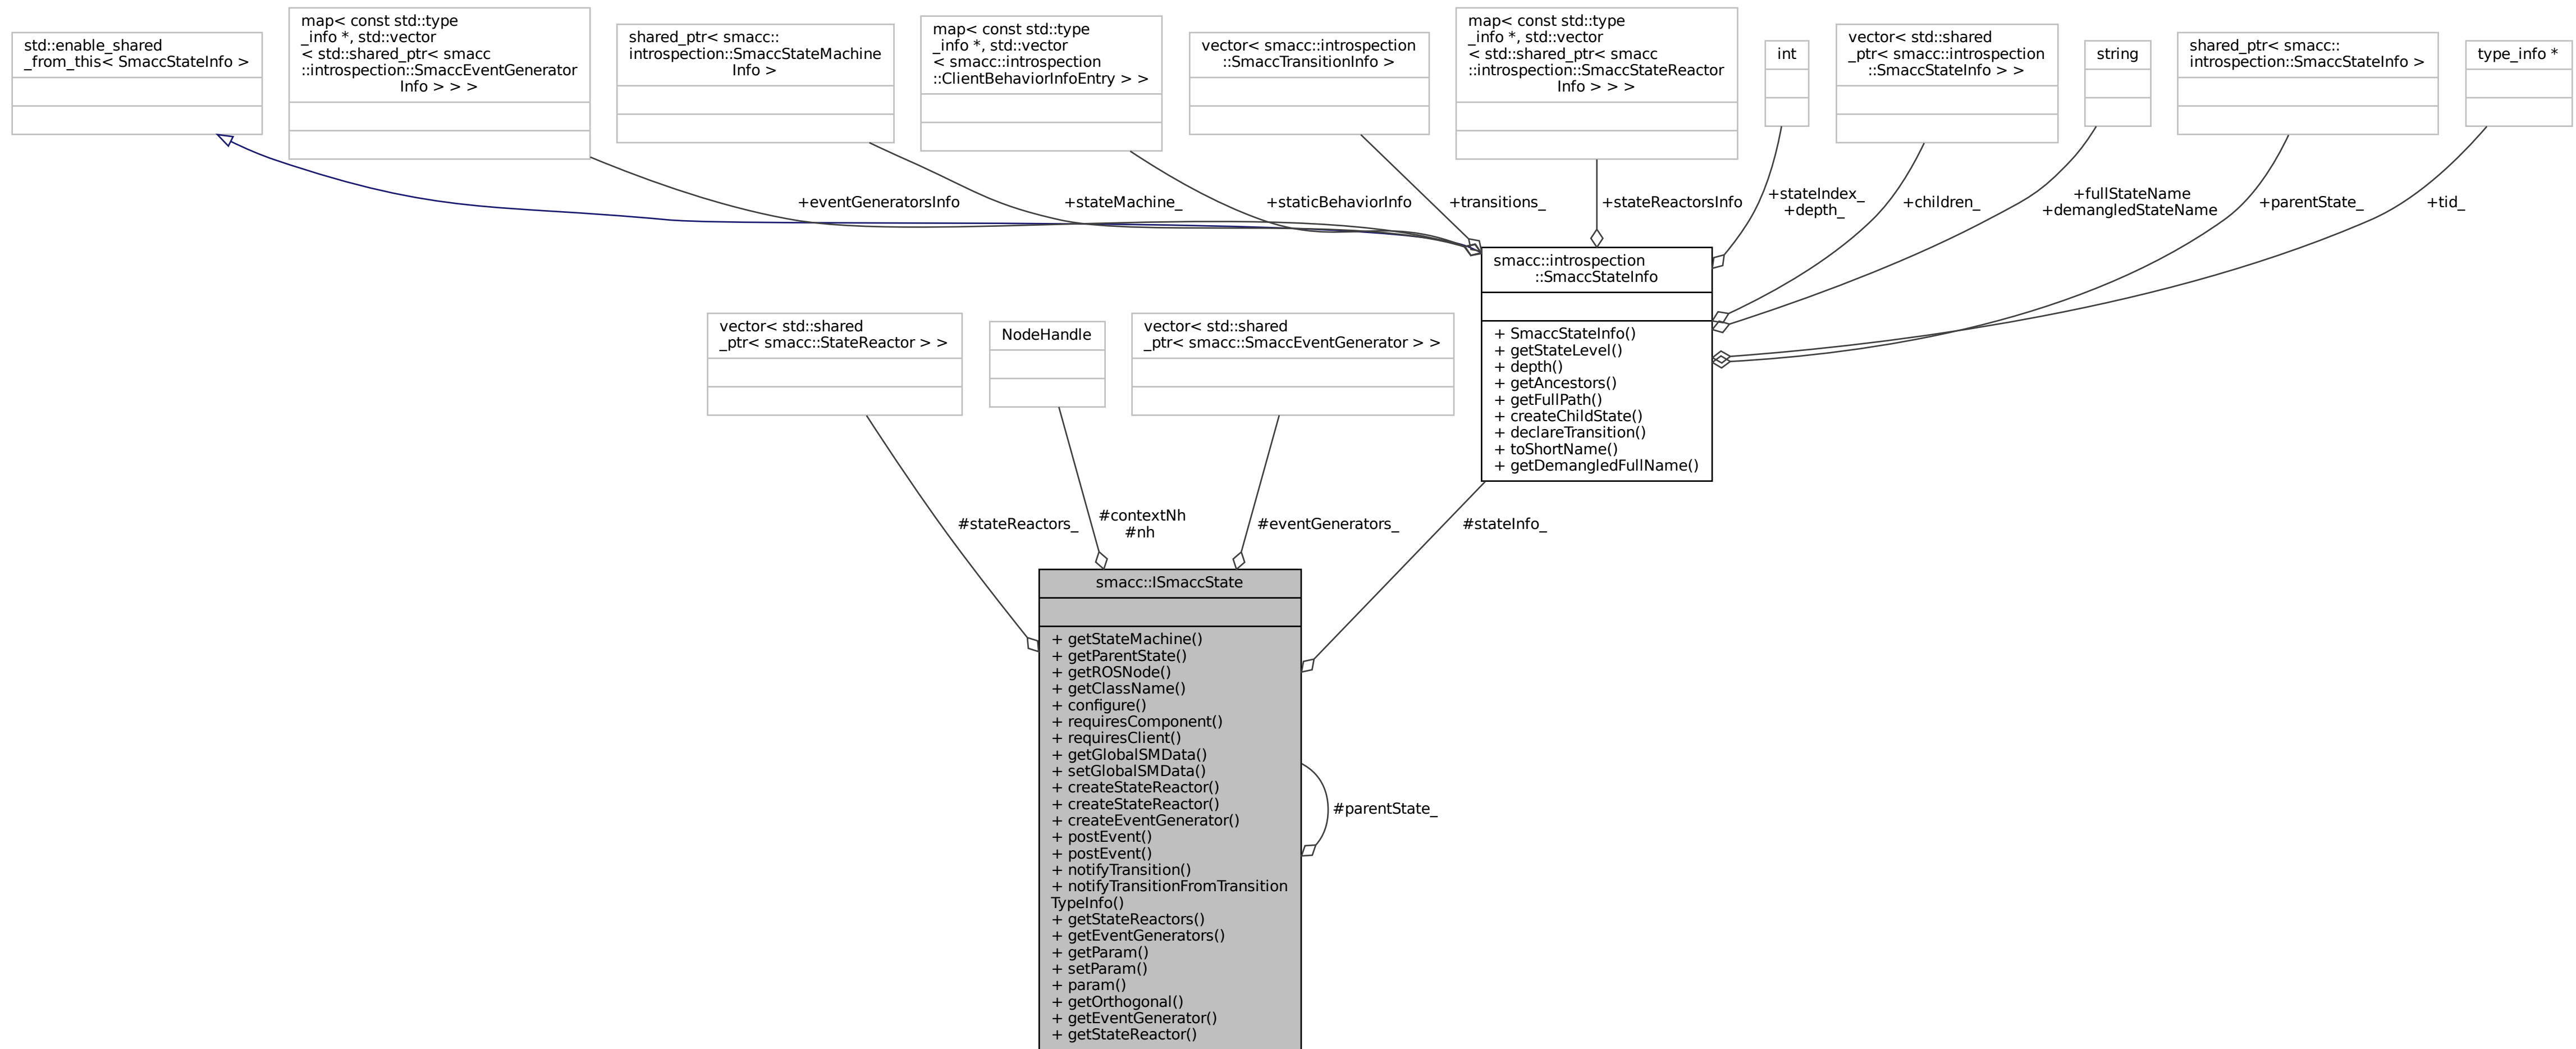 std::enable_shared
_from_this< SmaccStateInfo >
map< const std::type
_info *, std::vector
< std::shared_ptr< smacc
::introspection::SmaccEventGenerator
Info > > >
shared_ptr< smacc::
introspection::SmaccStateMachine
Info >
map< const std::type
_info *, std::vector
< smacc::introspection
::ClientBehaviorInfoEntry > >
vector< smacc::introspection
::SmaccTransitionInfo >
map< const std::type
_info *, std::vector
< std::shared_ptr< smacc
::introspection::SmaccStateReactor
Info > > >
int
vector< std::shared
_ptr< smacc::introspection
::SmaccStateInfo > >
string
shared_ptr< smacc::
introspection::SmaccStateInfo >
type_info *
+eventGeneratorsInfo
+stateMachine_
+staticBehaviorInfo
+transitions_
+stateReactorsInfo
+stateIndex_
+depth_
+children_
+fullStateName
+demangledStateName
+parentState_
+tid_
smacc::introspection
::SmaccStateInfo
+ SmaccStateInfo()
+ getStateLevel()
+ depth()
+ getAncestors()
+ getFullPath()
+ createChildState()
+ declareTransition()
+ toShortName()
+ getDemangledFullName()
vector< std::shared
_ptr< smacc::StateReactor > >
NodeHandle
vector< std::shared
_ptr< smacc::SmaccEventGenerator > >
#stateReactors_
#contextNh
#nh
#eventGenerators_
#stateInfo_
smacc::ISmaccState
+ getStateMachine()
+ getParentState()
+ getROSNode()
+ getClassName()
+ configure()
+ requiresComponent()
+ requiresClient()
+ getGlobalSMData()
+ setGlobalSMData()
+ createStateReactor()
+ createStateReactor()
+ createEventGenerator()
+ postEvent()
+ postEvent()
+ notifyTransition()
+ notifyTransitionFromTransition
TypeInfo()
+ getStateReactors()
+ getEventGenerators()
+ getParam()
+ setParam()
+ param()
+ getOrthogonal()
+ getEventGenerator()
+ getStateReactor()
#parentState_